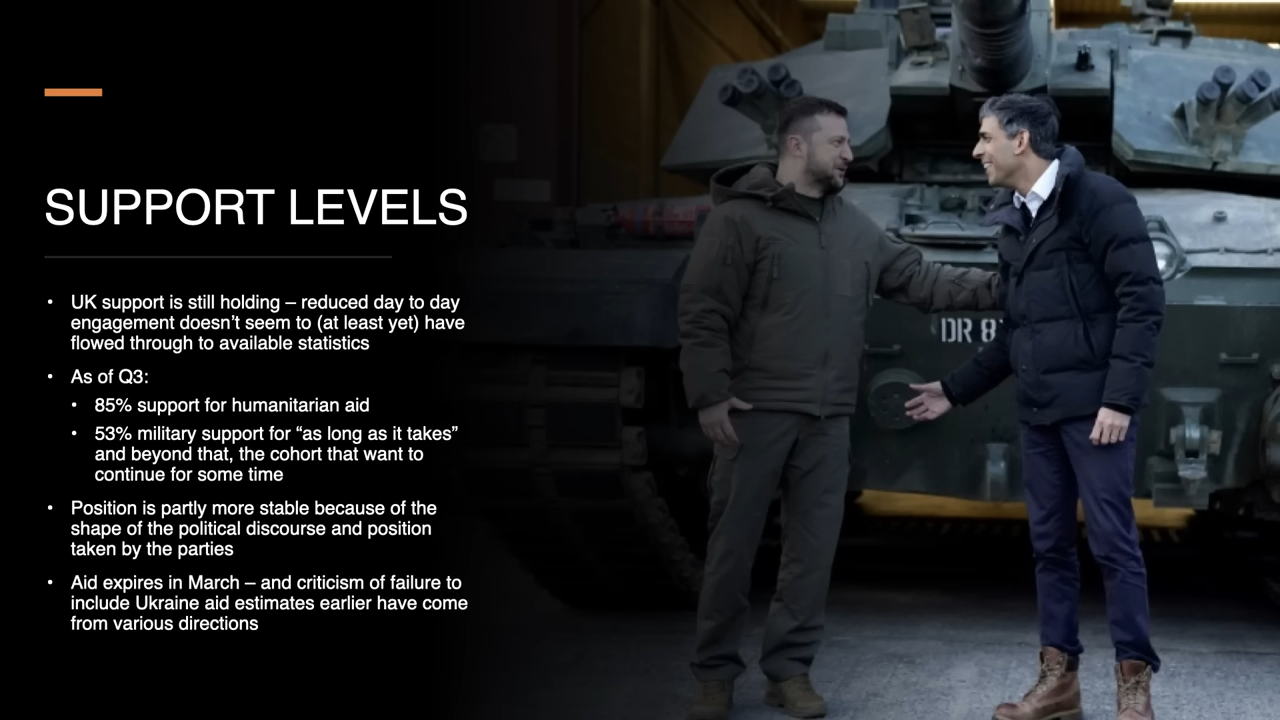 SUPPORT LEVELS
• UK support is still holding – reduced day to day
engagement doesn't seem to (at least yet) have
flowed through to available statistics
• As of Q3:
• 85% support for humanitarian aid
• 53% military support for “as long as it takes”
and beyond that, the cohort that want to
continue for some time
• Position is partly more stable because of the
shape of the political discourse and position
taken by the parties
• Aid expires in March – and criticism of failure to
include Ukraine aid estimates earlier have come
from various directions
DR 8